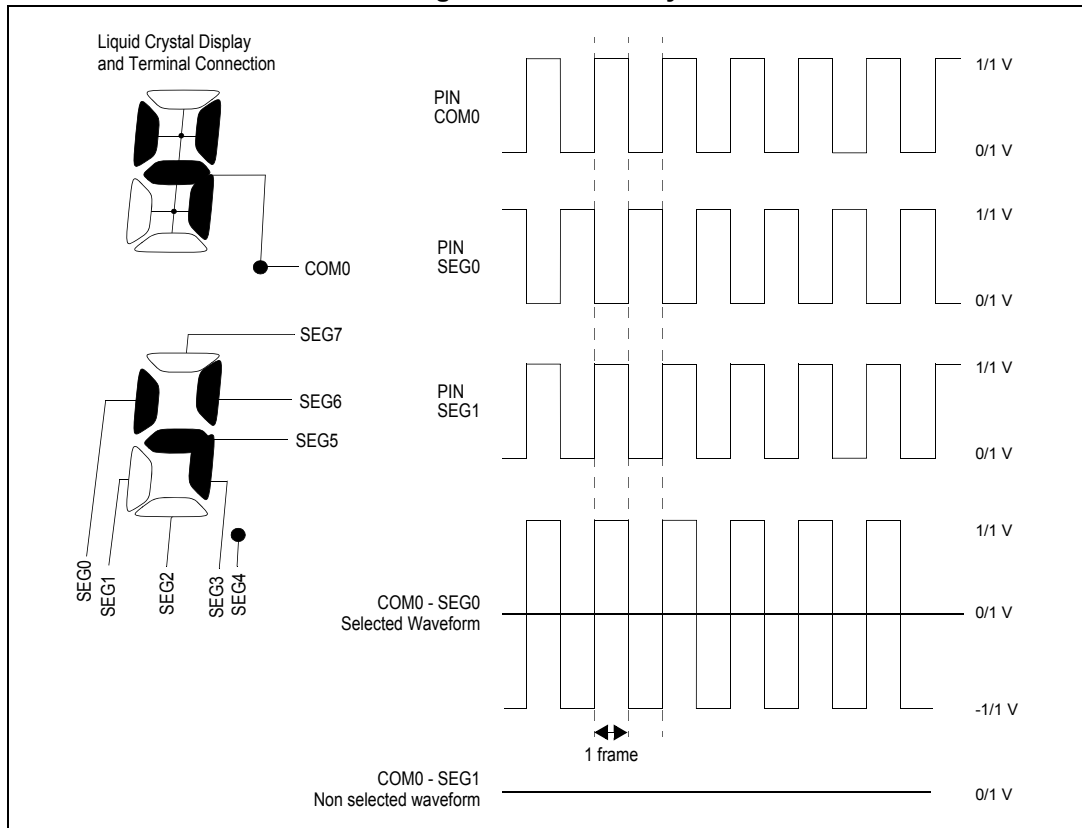 Liquid Crystal Display
and Terminal Connection
COM0
SEG7
SEG6
SEG5
SEG0
SEG1
SEG2
SEG3
SEG4
PIN
COM0
1/1 V
0/1 V
PIN
SEG0
1/1 V
0/1 V
PIN
SEG1
1/1 V
0/1 V
COM0 - SEG0
Selected Waveform
1/1 V
0/1 V
-1/1 V
1 frame
COM0 - SEG1
Non selected waveform
0/1 V